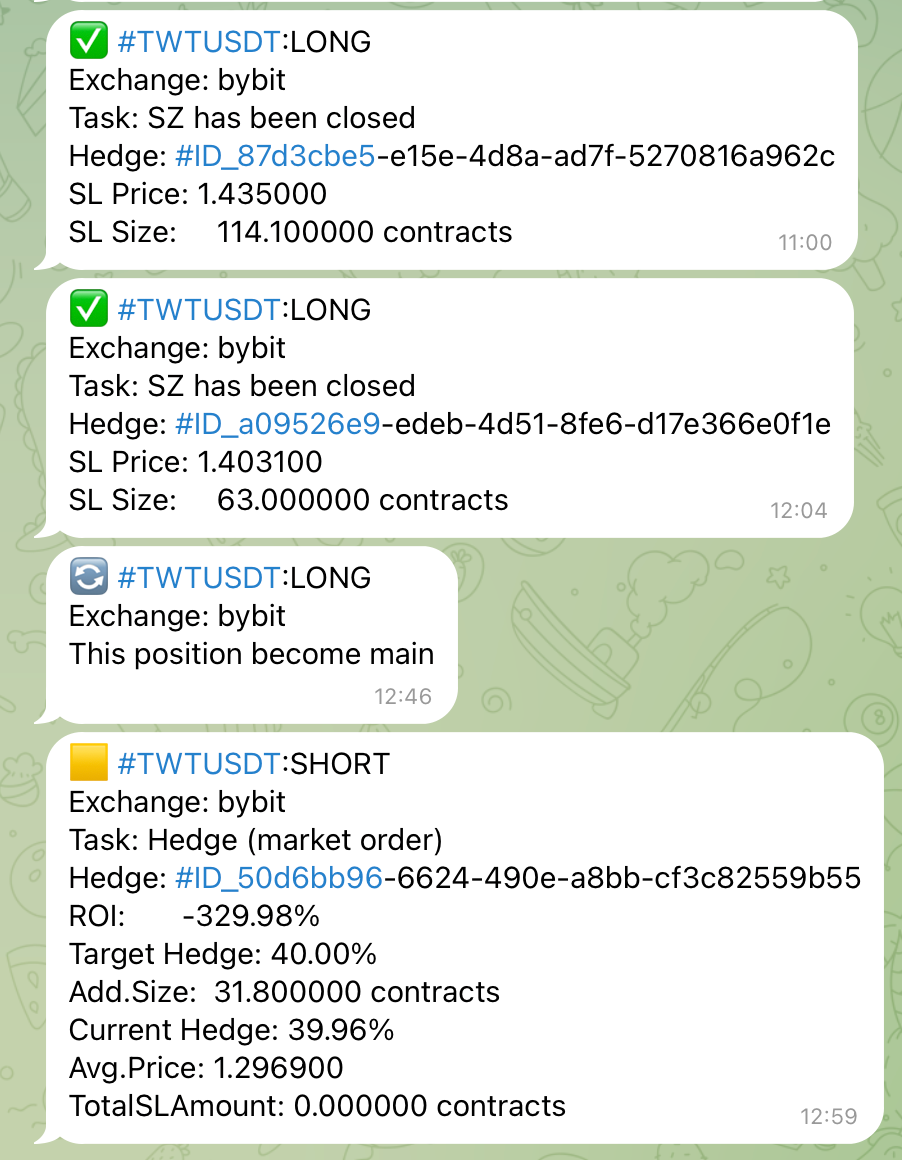 ✅ #TWTUSDT:LONG
Exchange: bybit
Task: SZ has been closed
Hedge: #ID_87d3cbe5-e15e-4d8a-ad7f-5270816a962c
SL Price: 1.435000
SL Size: 114.100000 contracts
11:00
✅ #TWTUSDT:LONG
Exchange: bybit
Task: SZ has been closed
Hedge: #ID_a09526e9-edeb-4d51-8fe6-d17e366e0f1e
SL Price: 1.403100
SL Size: 63.000000 contracts
12:04
🔄 #TWTUSDT:LONG
Exchange: bybit
This position become main
12:46
🟨 #TWTUSDT:SHORT
Exchange: bybit
Task: Hedge (market order)
Hedge: #ID_50d6bb96-6624-490e-a8bb-cf3c82559b55
ROI: -329.98%
Target Hedge: 40.00%
Add.Size: 31.800000 contracts
Current Hedge: 39.96%
Avg.Price: 1.296900
TotalSLAmount: 0.000000 contracts
12:59